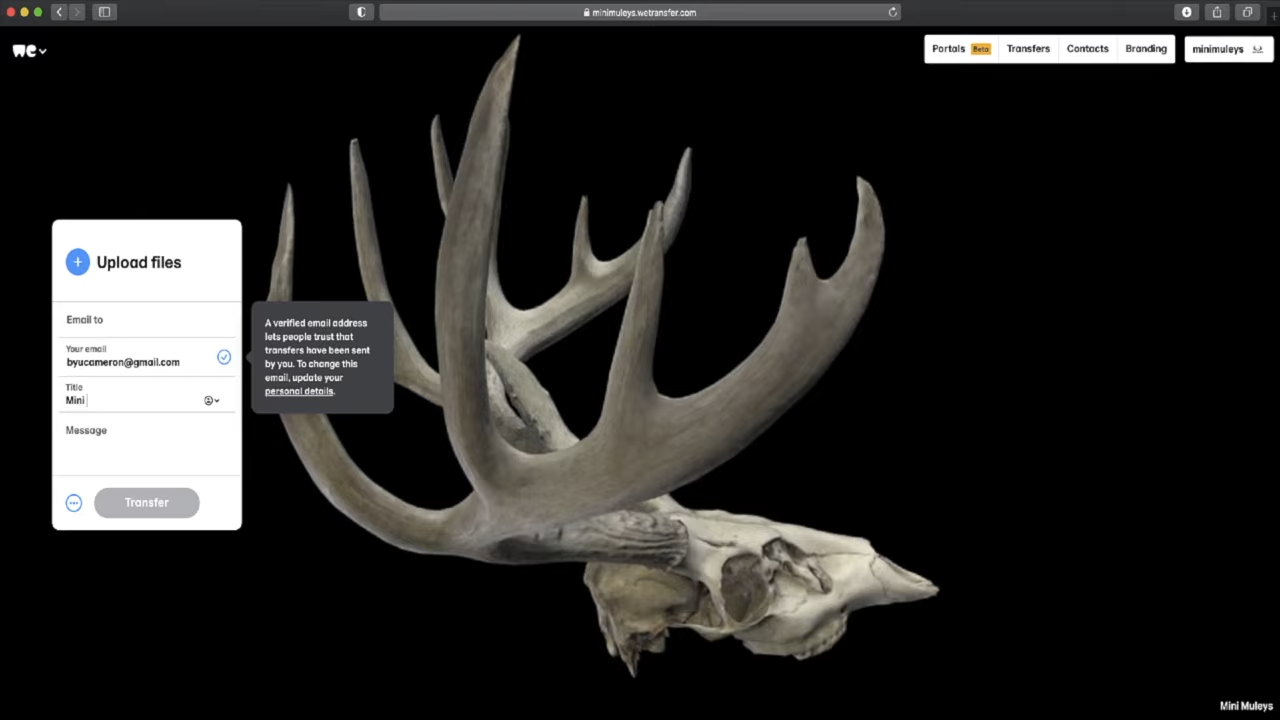 minimuleys.wetransfer.com
we
Portals Beta Transfers Contacts Branding minimuleys
Upload files
Email to
Your email
byucameron@gmail.com
Title
Mini
Message
Transfer
A verified email address
lets people trust that
transfers have been sent
by you. To change this
email, update your
personal details.
Mini Muleys